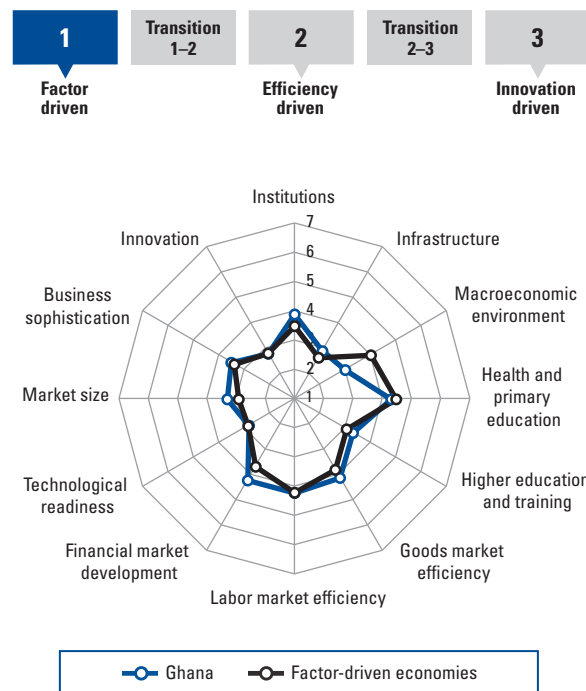 1
Transition
1–2
2
Transition
2–3
3
Factor
driven
Efficiency
driven
Innovation
driven
Institutions
7
Innovation
Infrastructure
6
5
Business
sophistication
Macroeconomic
environment
4
Market size
2
1
Health and
primary
education
Technological
readiness
Higher education
and training
Financial market
development
Goods market
efficiency
Labor market efficiency
Ghana
Factor-driven economies